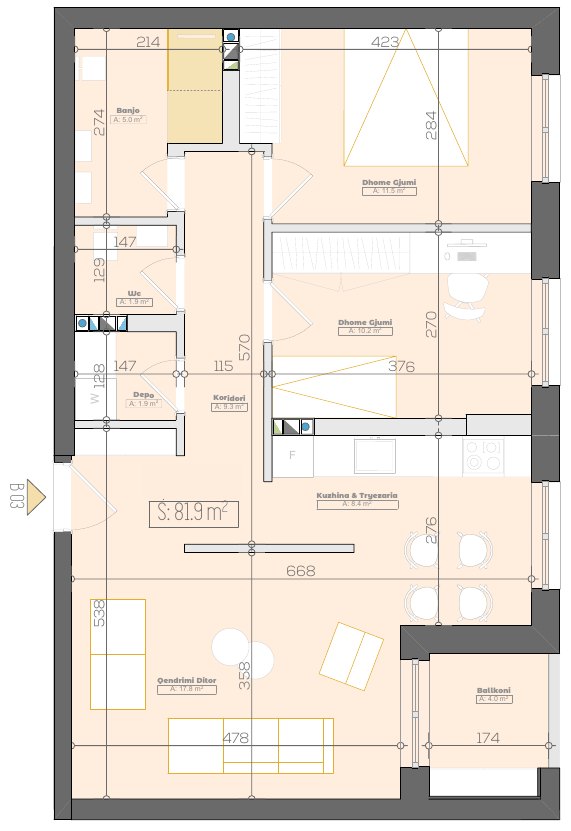 214
423
274
Banjo
A: 5.0 m²
284
Dhome Gjumi
A: 11.5 m²
147
129
Wc
A: 1.9 m²
Dhome Gjumi
A: 10.2 m²
270
570
147
115
376
128
W
Depo
A: 1.9 m²
Koridori
A: 9.3 m²
F
B 03
S: 81.9 m²
Kuzhina & Tryezaria
A: 8.4 m²
276
668
538
358
Qendrimi Ditor
A: 17.8 m²
Ballkoni
A: 4.0 m²
478
174